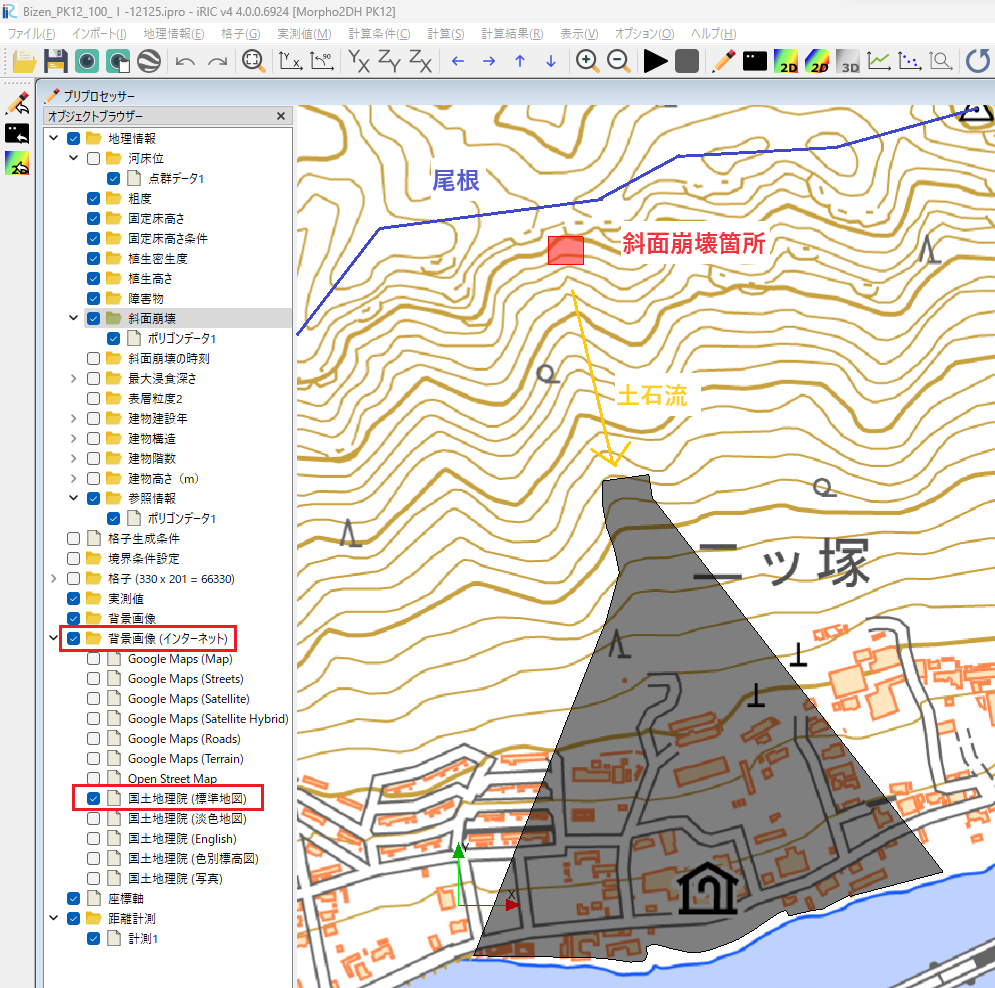 Bizen_PK12_100_ I -12125.ipro - iRIC v4 4.0.0.6924 [Morpho2DH PK12]
ファイル(F) インポート(I) 地理情報(E) 格子(G) 実測値(M) 計算条件(C) 計算(S) 計算結果(R) 表示(V) オプション(O) ヘルプ(H)
Yx Zy Zx 2D 2D 3D
プリプロセッサー
オブジェクトブラウザー
地理情報
河床位
点群データ1
粗度
固定床高さ
固定床高さ条件
植生密生度
植生高さ
障害物
斜面崩壊
ポリゴンデータ1
斜面崩壊の時刻
最大浸食深さ
表層粒度2
建物建設年
建物構造
建物階数
建物高さ（m）
参照情報
ポリゴンデータ1
格子生成条件
境界条件設定
格子 (330 x 201 = 66330)
実測値
背景画像
背景画像 (インターネット)
Google Maps (Map)
Google Maps (Streets)
Google Maps (Satellite)
Google Maps (Satellite Hybrid)
Google Maps (Roads)
Google Maps (Terrain)
Open Street Map
国土地理院 (標準地図)
国土地理院 (淡色地図)
国土地理院 (English)
国土地理院 (色別標高図)
国土地理院 (写真)
座標軸
距離計測
計測1
尾根
斜面崩壊箇所
土石流
二ッ塚
Y
X